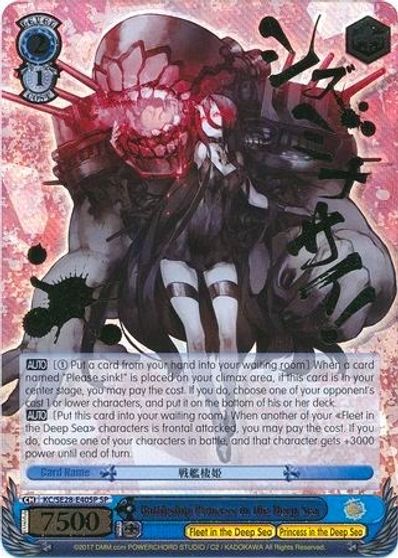 LEVEL
2
1
COST
シズミナサイ!
AUTO [① Put a card from your hand into your waiting room] When a card
named "Please sink!" is placed on your climax area, if this card is in your
center stage, you may pay the cost. If you do, choose one of your opponent's
cost 1 or lower characters, and put it on the bottom of his or her deck.
AUTO [Put this card into your waiting room] When another of your «Fleet in
the Deep Sea» characters is frontal attacked, you may pay the cost. If you
do, choose one of your characters in battle, and that character gets +3000
power until end of turn.
Card Name 戦艦棲姫
CH KC/SE28-E40SP SP
Battleship Princess in the Deep Sea
7500 Fleet in the Deep Sea Princess in the Deep Sea
©2017 DMM.com POWERCHORD STUDIO / C2 / KADOKAWA All Rights Reserved.